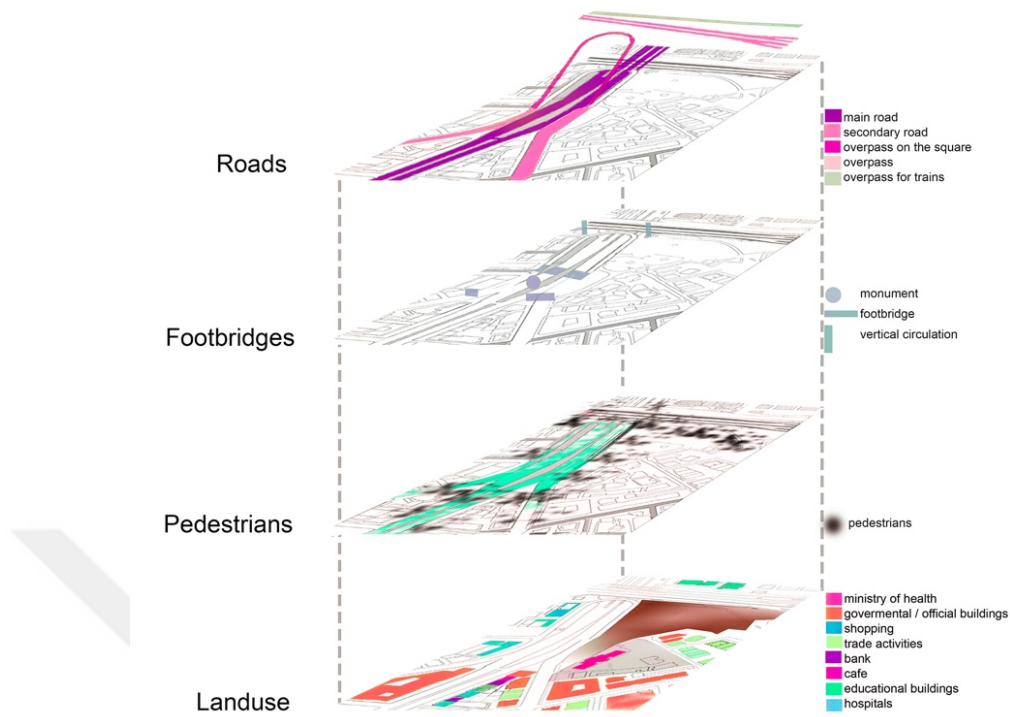 Roads
main road
secondary road
overpass on the square
overpass
overpass for trains
Footbridges
monument
footbridge
vertical circulation
Pedestrians
pedestrians
Landuse
ministry of health
govermental / official buildings
shopping
trade activities
bank
cafe
educational buildings
hospitals